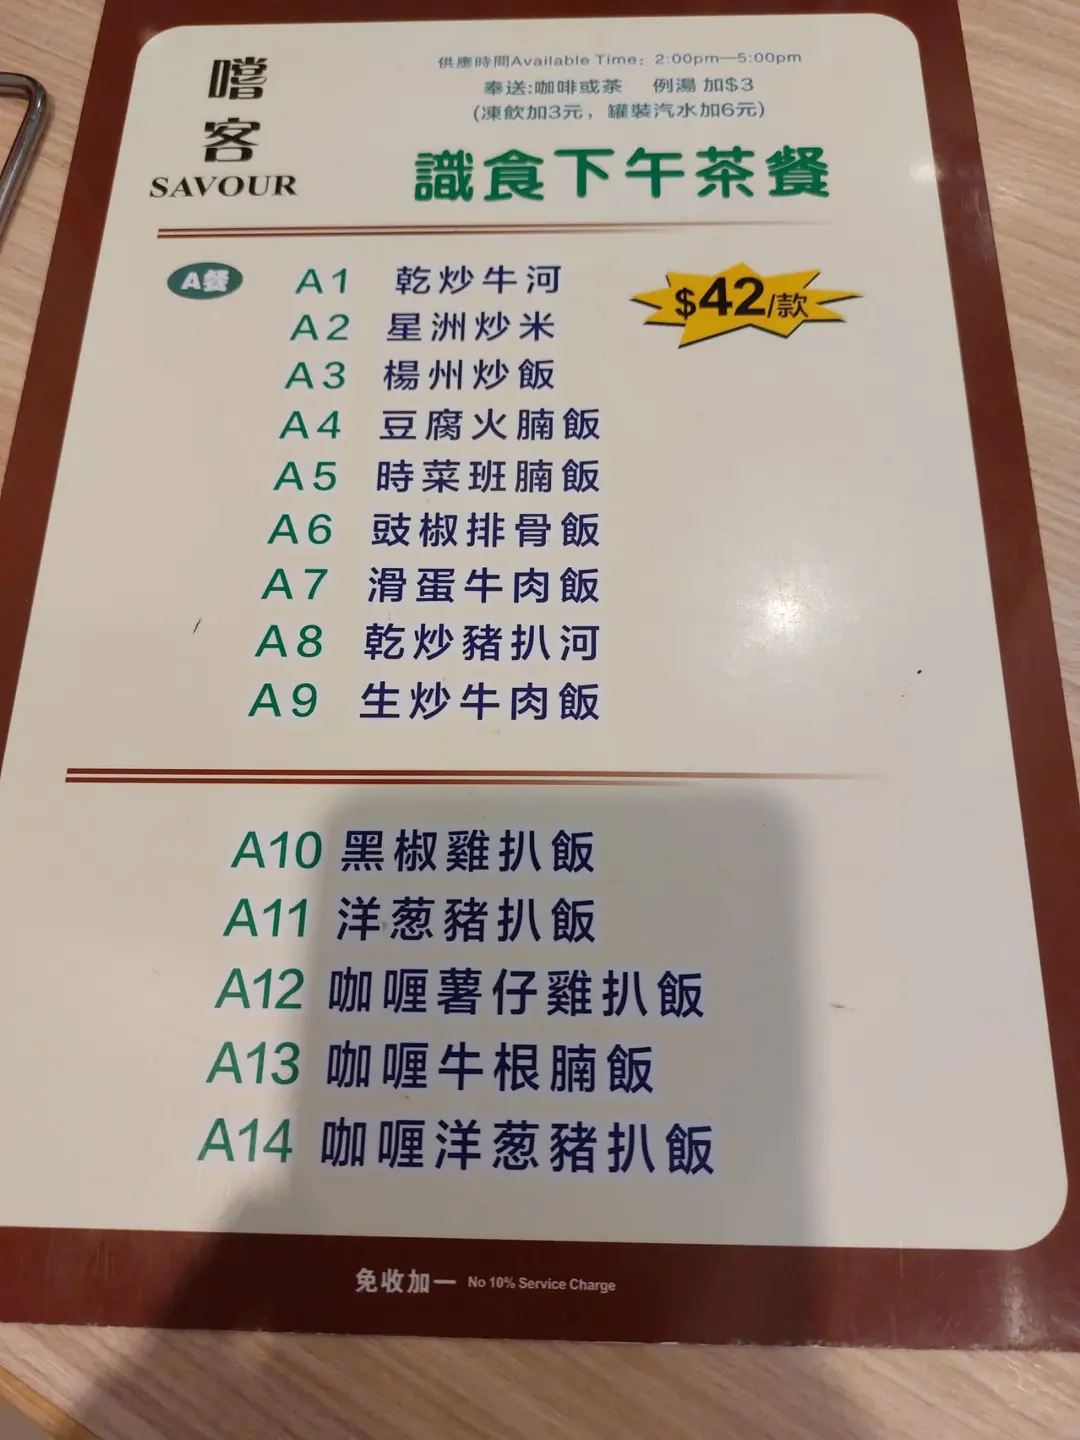 嚐客
SAVOUR
供應時間Available Time: 2:00pm—5:00pm
奉送:咖啡或茶 例湯 加$3
(凍飲加3元，罐裝汽水加6元)
識食下午茶餐
A餐
$42/款
A1 乾炒牛河
A2 星洲炒米
A3 楊州炒飯
A4 豆腐火腩飯
A5 時菜班腩飯
A6 豉椒排骨飯
A7 滑蛋牛肉飯
A8 乾炒豬扒河
A9 生炒牛肉飯
A10 黑椒雞扒飯
A11 洋葱豬扒飯
A12 咖喱薯仔雞扒飯
A13 咖喱牛根腩飯
A14 咖喱洋葱豬扒飯
免收加一 No 10% Service Charge